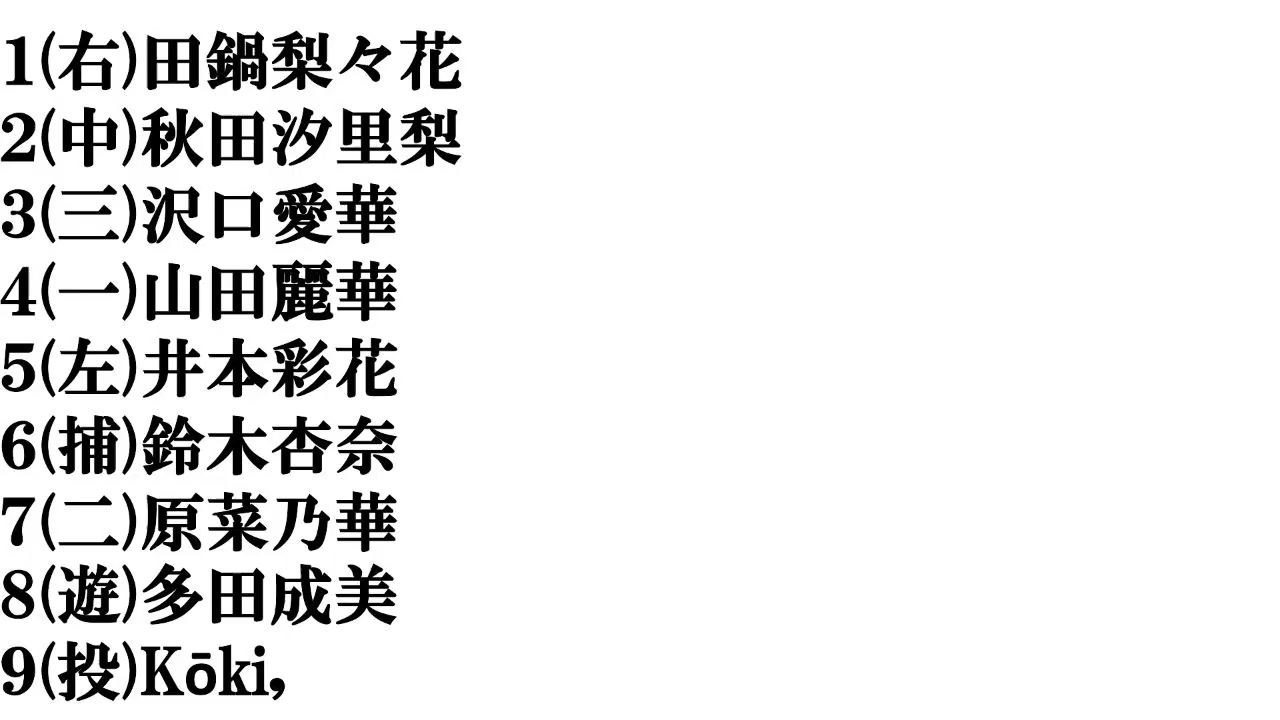 1(右)田鍋梨々花
2(中)秋田汐里梨
3(三)沢口愛華
4(一)山田麗華
5(左)井本彩花
6(捕)鈴木杏奈
7(二)原菜乃華
8(遊)多田成美
9(投)Kōki,